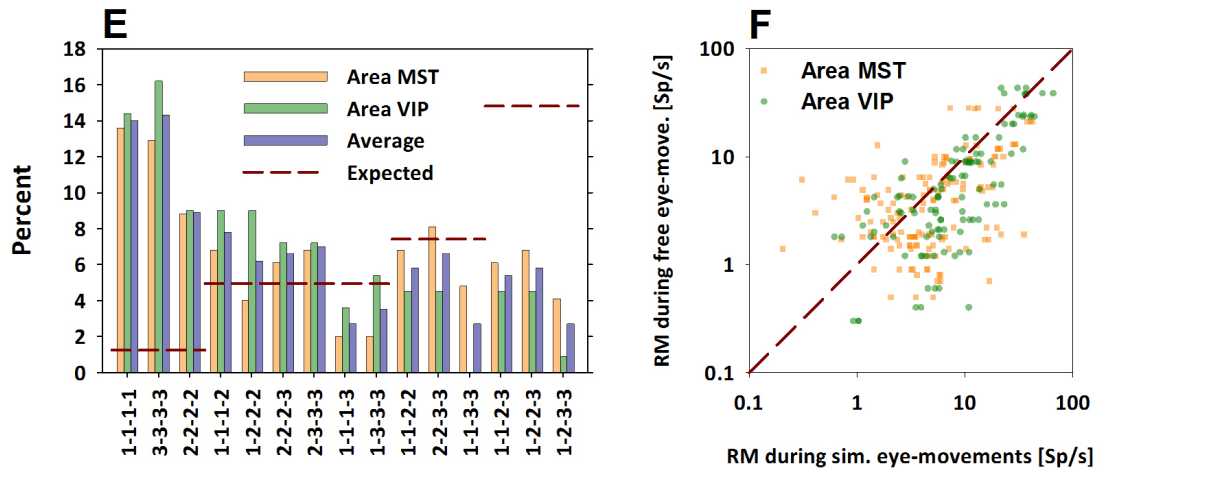 E
18
16
14
12
10
8
6
4
2
0
Percent
Area MST
Area VIP
Average
Expected
1-1-1-1
3-3-3-3
2-2-2-2
1-1-1-2
1-2-2-2
2-2-2-3
2-3-3-3
1-1-1-3
1-3-3-3
1-1-2-2
2-2-3-3
1-1-3-3
1-1-2-3
1-2-2-3
1-2-3-3
F
100
10
1
0.1
RM during free eye-move. [Sp/s]
Area MST
Area VIP
0.1 1 10 100
RM during sim. eye-movements [Sp/s]